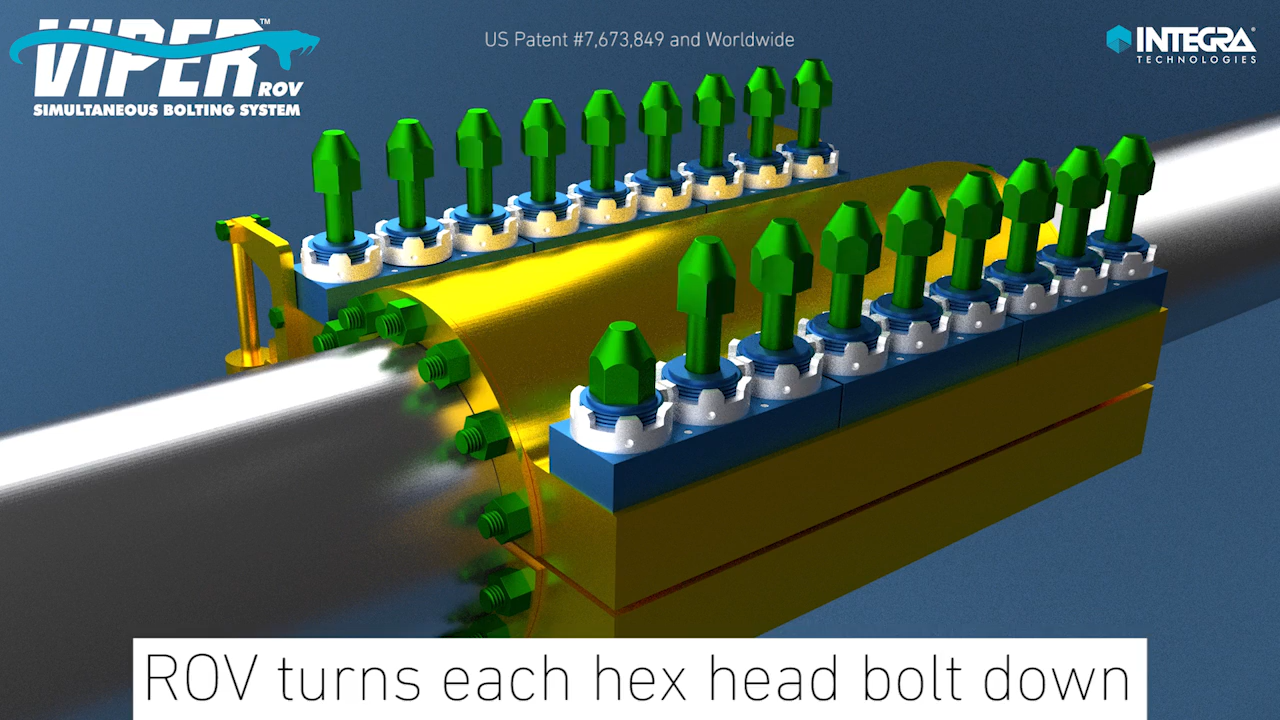 VIPER™
ROV
SIMULTANEOUS BOLTING SYSTEM
US Patent #7,673,849 and Worldwide
INTEGRA®
TECHNOLOGIES
ROV turns each hex head bolt down